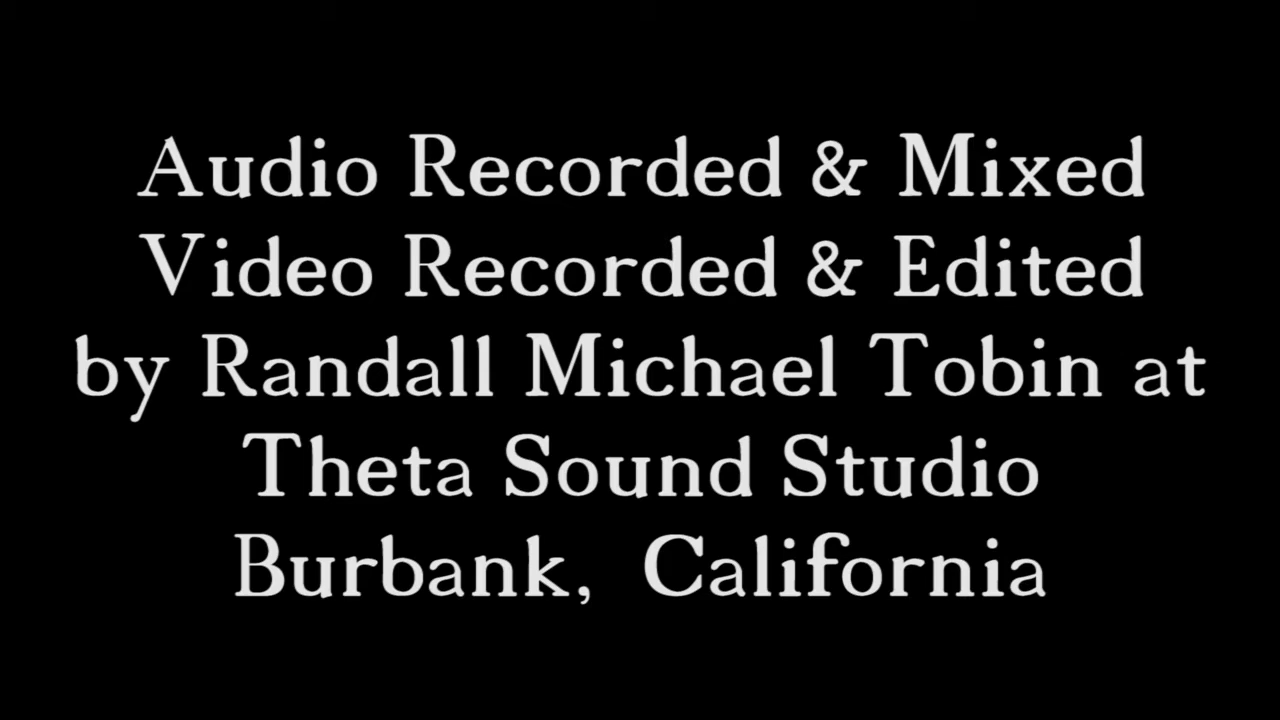 Audio Recorded & Mixed
Video Recorded & Edited
by Randall Michael Tobin at
Theta Sound Studio
Burbank, California